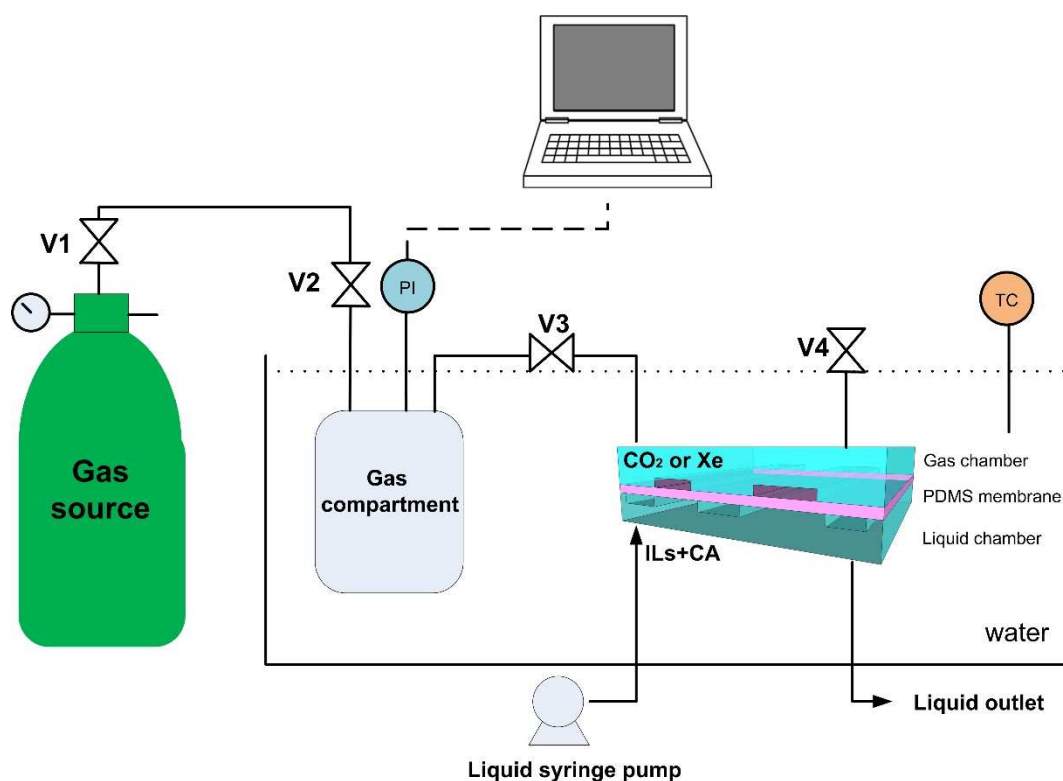 V1
V2
PI
V3
V4
TC
Gas
source
Gas
compartment
CO₂ or Xe
Gas chamber
PDMS membrane
Liquid chamber
ILs+CA
water
Liquid outlet
Liquid syringe pump